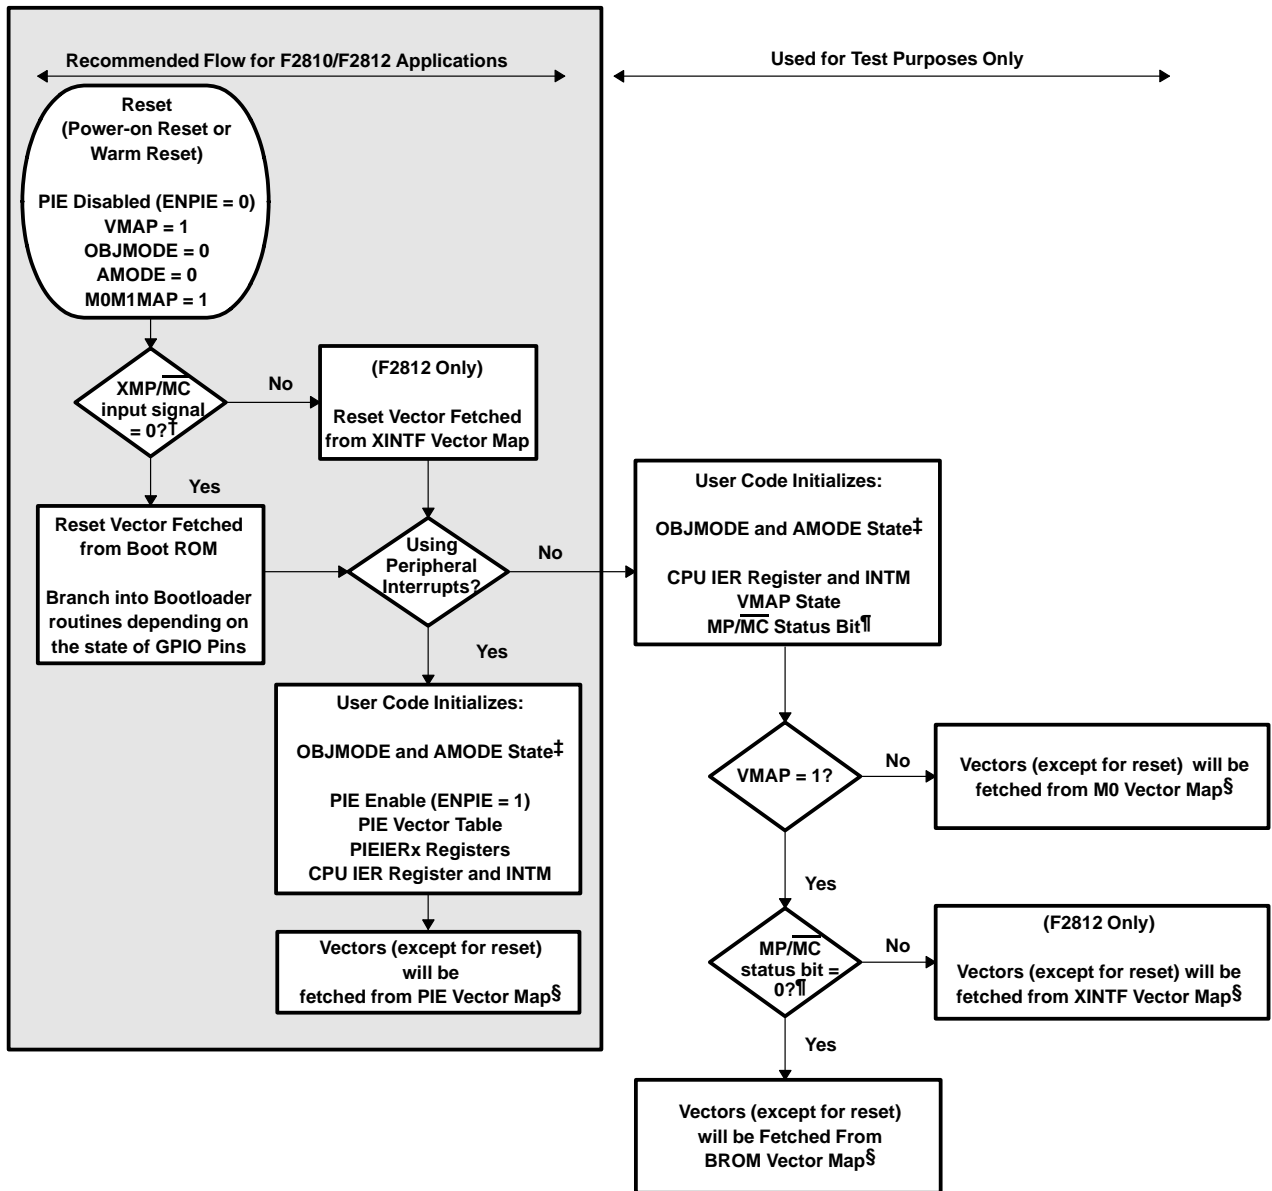 Recommended Flow for F2810/F2812 Applications
Used for Test Purposes Only
Reset
(Power-on Reset or
Warm Reset)
PIE Disabled (ENPIE = 0)
VMAP = 1
OBJMODE = 0
AMODE = 0
M0M1MAP = 1
XMP/M̅C̅
input signal
= 0?†
No
(F2812 Only)
Reset Vector Fetched
from XINTF Vector Map
Yes
Reset Vector Fetched
from Boot ROM
Branch into Bootloader
routines depending on
the state of GPIO Pins
Using
Peripheral
Interrupts?
No
User Code Initializes:
OBJMODE and AMODE State‡
CPU IER Register and INTM
VMAP State
MP/M̅C̅ Status Bit¶
Yes
User Code Initializes:
OBJMODE and AMODE State‡
PIE Enable (ENPIE = 1)
PIE Vector Table
PIEIERx Registers
CPU IER Register and INTM
Vectors (except for reset)
will be
fetched from PIE Vector Map§
VMAP = 1?
No
Vectors (except for reset) will be
fetched from M0 Vector Map§
Yes
MP/M̅C̅
status bit =
0?¶
No
(F2812 Only)
Vectors (except for reset) will be
fetched from XINTF Vector Map§
Yes
Vectors (except for reset)
will be Fetched From
BROM Vector Map§